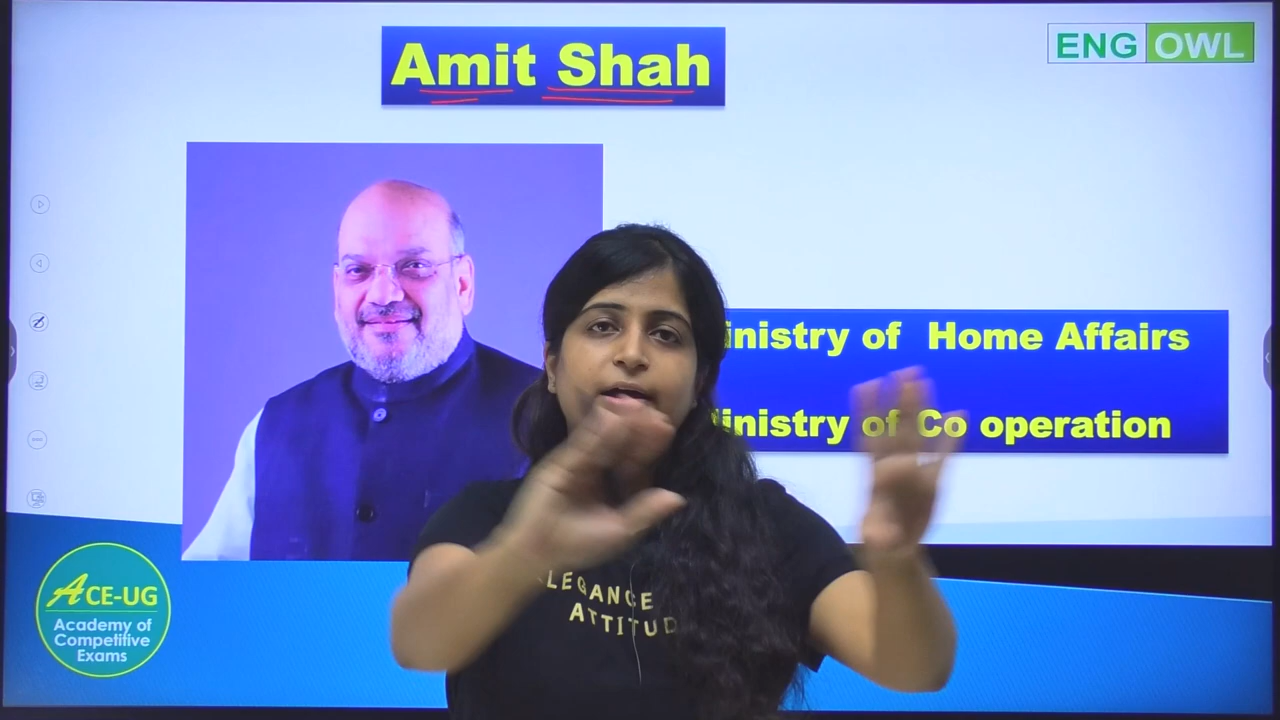 Amit Shah
ENG OWL
inistry of Home Affairs
inistry of Co operation
LEGANCE
ATTITUD
ACE-UG
Academy of
Competitive
Exams